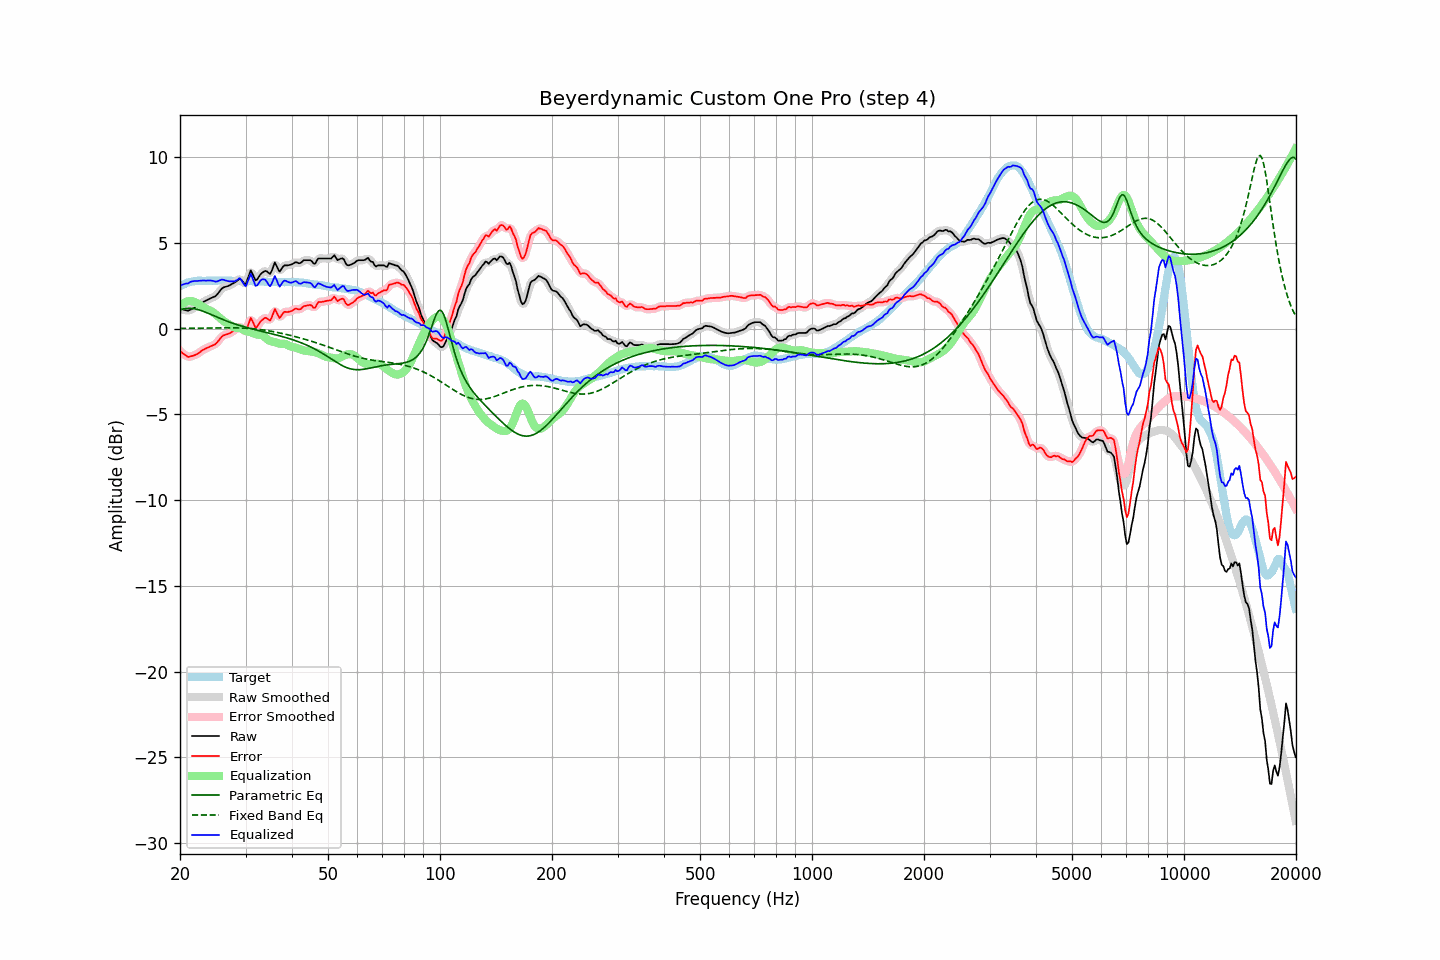 Beyerdynamic Custom One Pro (step 4)
10
5
0
−5
−10
−15
−20
−25
−30
Amplitude (dBr)
Target
Raw Smoothed
Error Smoothed
Raw
Error
Equalization
Parametric Eq
Fixed Band Eq
Equalized
20 50 100 200 500 1000 2000 5000 10000 20000
Frequency (Hz)